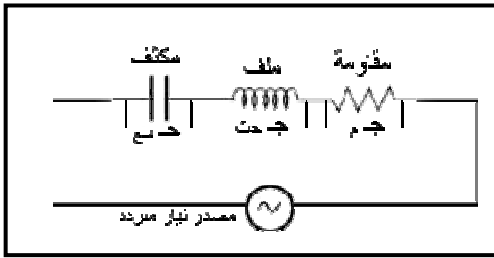 مكثف ملف مقاومة
جـ سع جـ حث جـ م
مصدر تيار متردد